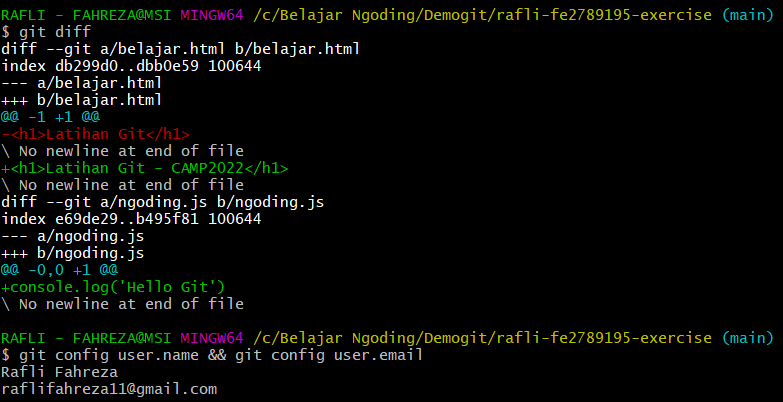 RAFLI - FAHREZA@MSI MINGW64 /c/Belajar Ngoding/Demogit/rafli-fe2789195-exercise (main)
$ git diff
diff --git a/belajar.html b/belajar.html
index db299d0..dbb0e59 100644
--- a/belajar.html
+++ b/belajar.html
@@ -1 +1 @@
-<h1>Latihan Git</h1>
\ No newline at end of file
+<h1>Latihan Git - CAMP2022</h1>
\ No newline at end of file
diff --git a/ngoding.js b/ngoding.js
index e69de29..b495f81 100644
--- a/ngoding.js
+++ b/ngoding.js
@@ -0,0 +1 @@
+console.log('Hello Git')
\ No newline at end of file
RAFLI - FAHREZA@MSI MINGW64 /c/Belajar Ngoding/Demogit/rafli-fe2789195-exercise (main)
$ git config user.name && git config user.email
Rafli Fahreza
raflifahreza11@gmail.com